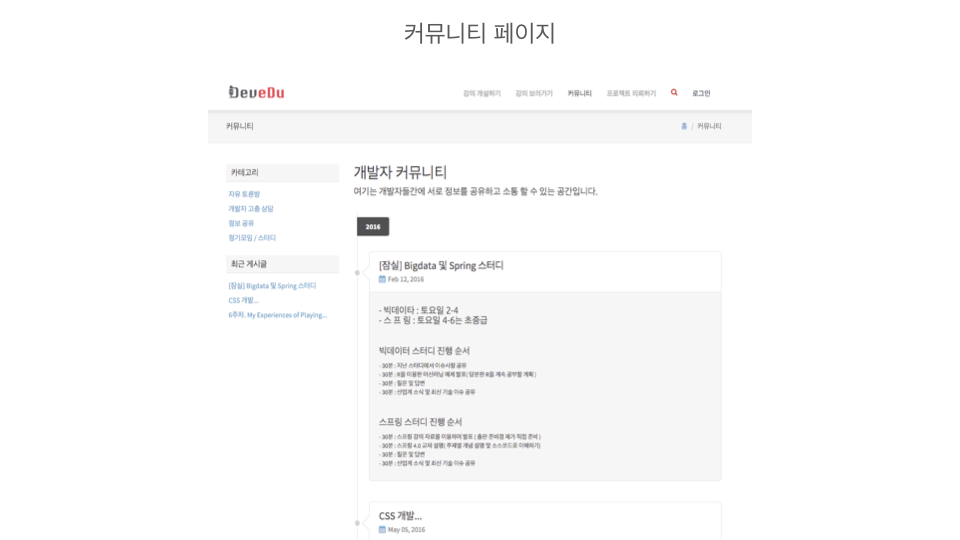 커뮤니티 페이지
DevEdu
강의 개설하기 강의 보러가기 커뮤니티 프로젝트 의뢰하기 로그인
커뮤니티
홈 / 커뮤니티
카테고리
자유 토론방
개발자 고충 상담
정보 공유
정기모임 / 스터디
최근 게시글
[잠실] Bigdata 및 Spring 스터디
CSS 개발...
6주차. My Experiences of Playing...
개발자 커뮤니티
여기는 개발자들간에 서로 정보를 공유하고 소통 할 수 있는 공간입니다.
2016
[잠실] Bigdata 및 Spring 스터디
Feb 12, 2016
- 빅데이타 : 토요일 2-4
- 스 프 링 : 토요일 4-6는 초중급
빅데이터 스터디 진행 순서
- 30분 : 지난 스터디에서 이슈사항 공유
- 30분 : R을 이용한 머신러닝 예제 발표( 당분한 R을 계속 공부할 계획 )
- 30분 : 질문 및 답변
- 30분 : 산업계 소식 및 최신 기술 이슈 공유
스프링 스터디 진행 순서
- 30분 : 스프링 강의 자료를 이용하여 발표 ( 출판 준비겸 제가 직접 준비 )
- 30분 : 스프링 4.0 교재 설명( 주제별 개념 설명 및 소스코드로 이해하기)
- 30분 : 질문 및 답변
- 30분 : 산업계 소식 및 최신 기술 이슈 공유
CSS 개발...
May 05, 2016